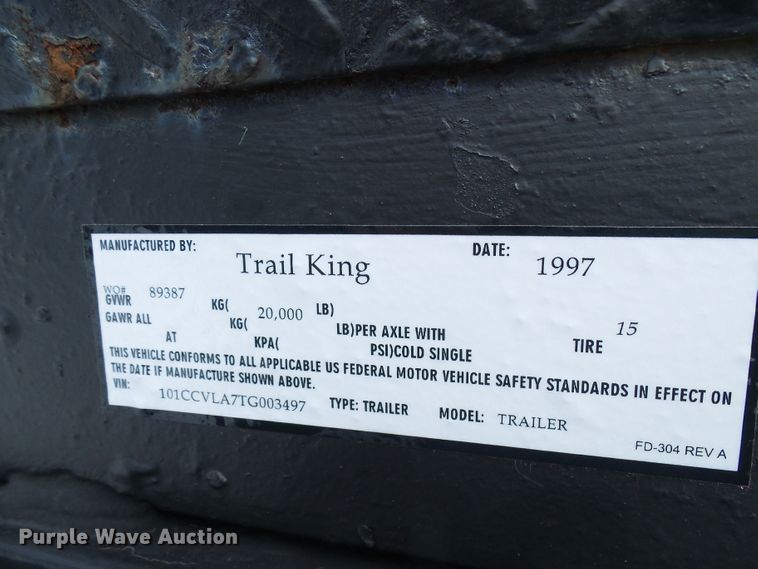 MANUFACTURED BY: Trail King DATE: 1997
WO# 89387
GVWR KG( 20,000 LB)
GAWR ALL KG( LB)PER AXLE WITH TIRE 15
AT KPA( PSI)COLD SINGLE
THIS VEHICLE CONFORMS TO ALL APPLICABLE US FEDERAL MOTOR VEHICLE SAFETY STANDARDS IN EFFECT ON
THE DATE IF MANUFACTURE SHOWN ABOVE.
VIN: 101CCVLA7TG003497 TYPE: TRAILER MODEL: TRAILER
FD-304 REV A
Purple Wave Auction